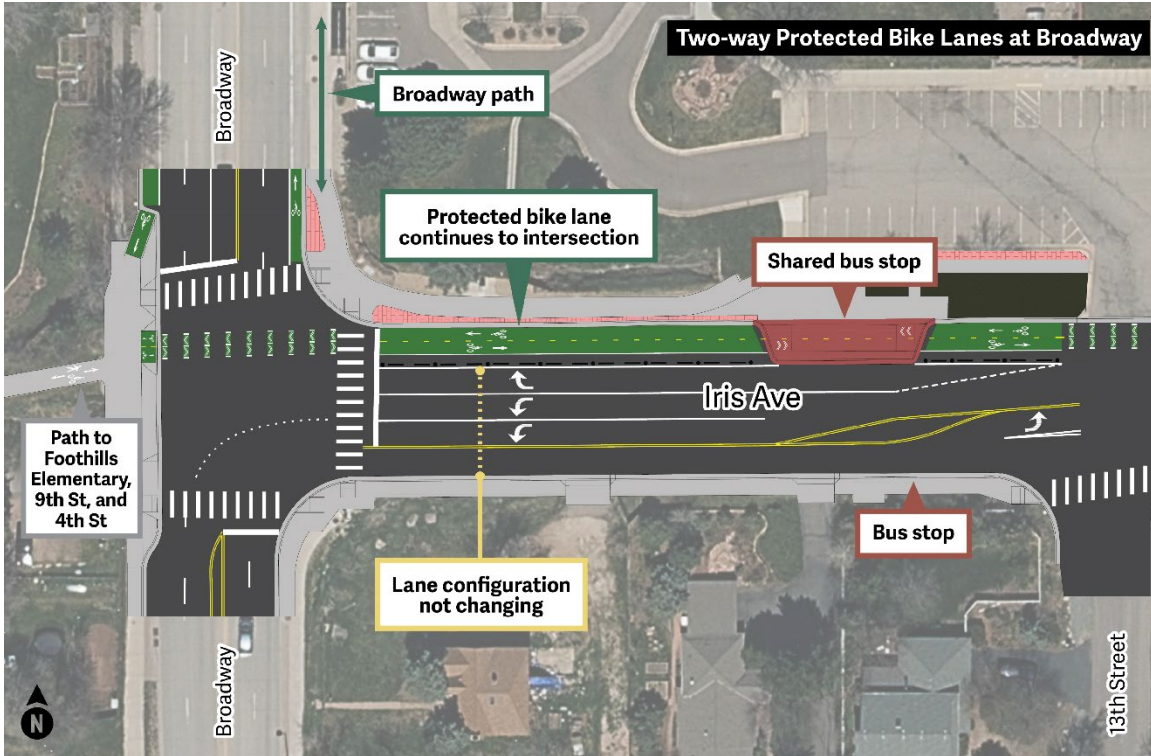 Two-way Protected Bike Lanes at Broadway
Broadway
Broadway path
Protected bike lane
continues to intersection
Shared bus stop
Iris Ave
Path to
Foothills
Elementary,
9th St, and
4th St
Bus stop
Lane configuration
not changing
Broadway
13th Street
N